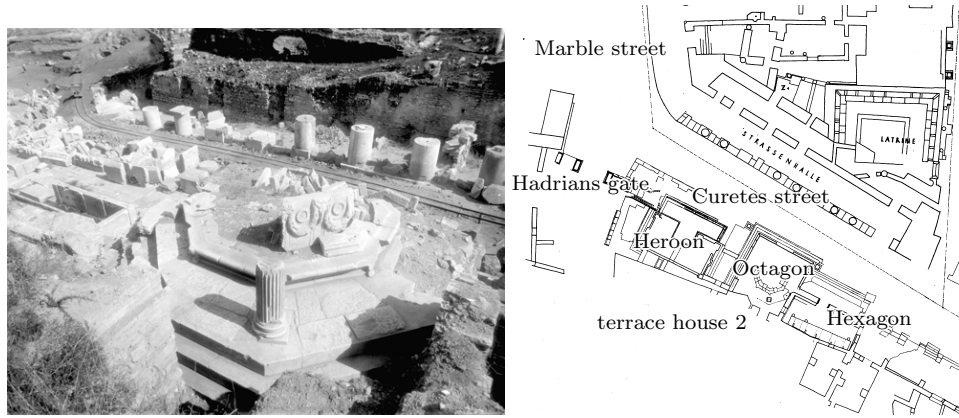 Marble street
Z.
LATRINE
STRASSENHALLE
Hadrians gate
Curetes street
Heroon
Octagon
Hexagon
terrace house 2